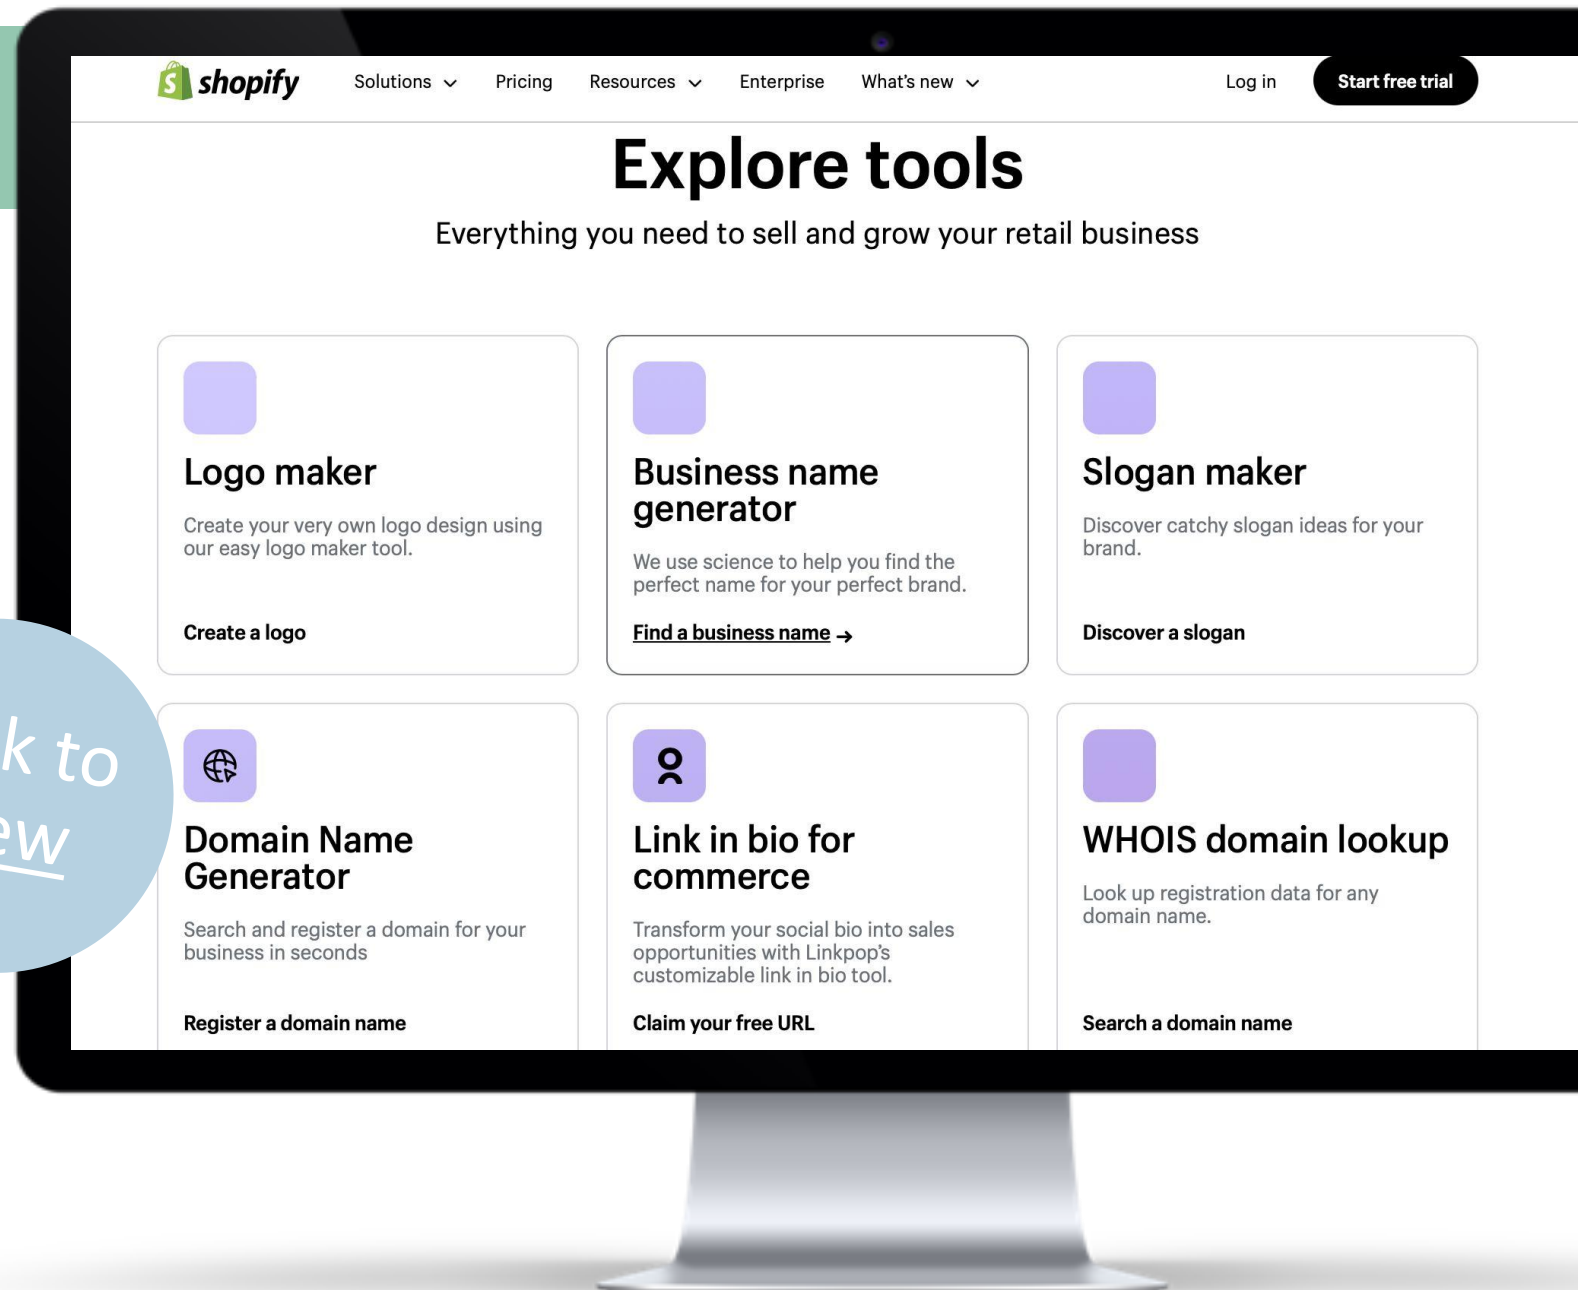 shopify
Solutions
Pricing
Resources
Enterprise
What's new
Log in
Start free trial
Explore tools
Everything you need to sell and grow your retail business
Logo maker
Create your very own logo design using
our easy logo maker tool.
Create a logo
Business name
generator
We use science to help you find the
perfect name for your perfect brand.
Find a business name →
Slogan maker
Discover catchy slogan ideas for your
brand.
Discover a slogan
Domain Name
Generator
Search and register a domain for your
business in seconds
Register a domain name
Link in bio for
commerce
Transform your social bio into sales
opportunities with Linkpop's
customizable link in bio tool.
Claim your free URL
WHOIS domain lookup
Look up registration data for any
domain name.
Search a domain name
to